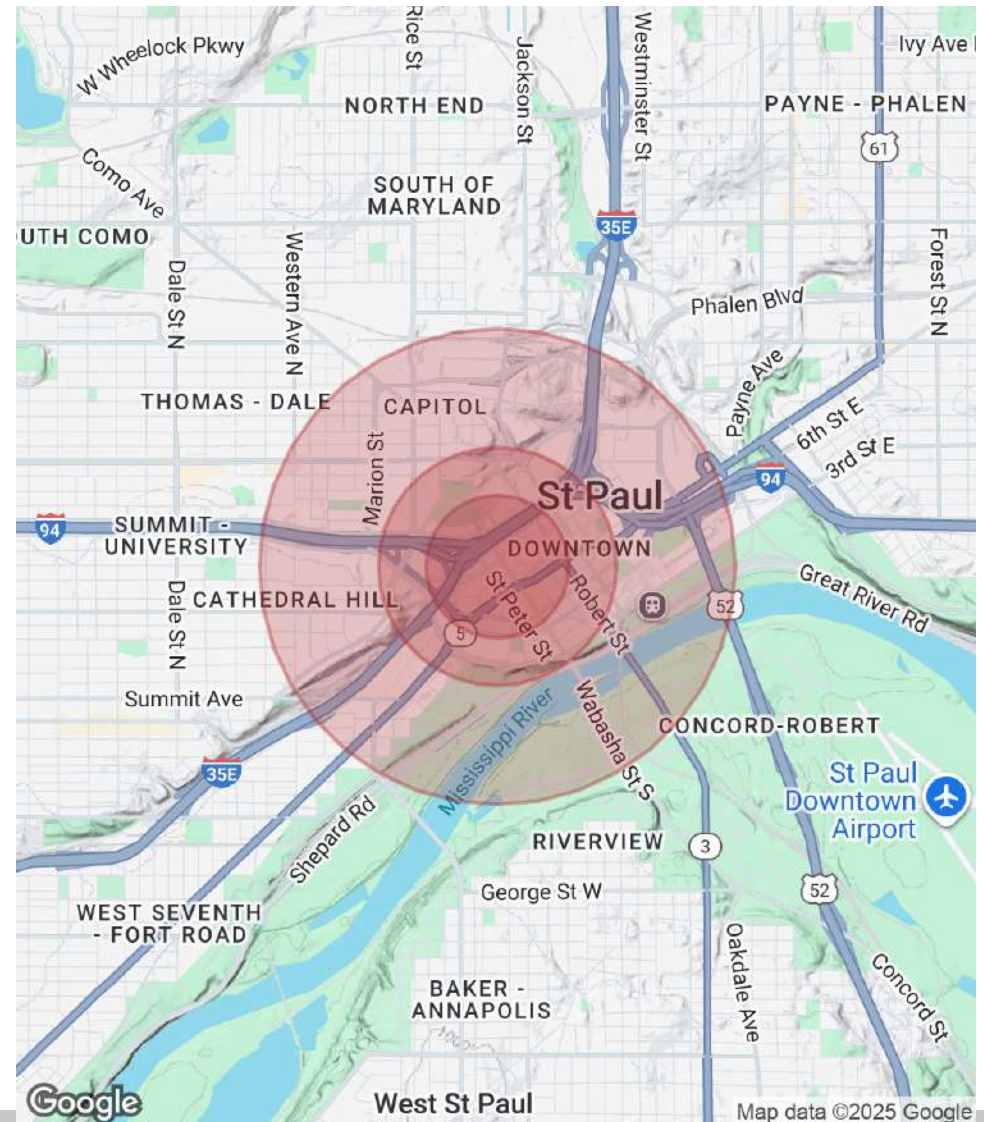 Rice St
Jackson St
Westminster St
Ivy Ave
W Wheelock Pkwy
NORTH END
PAYNE - PHALEN
61
Como Ave
SOUTH OF
MARYLAND
35E
UTH COMO
Dale St N
Western Ave N
Forest St N
Phalen Blvd
Payne Ave
THOMAS - DALE
CAPITOL
6th St E
3rd St E
Marion St
St Paul
94
94
SUMMIT -
UNIVERSITY
DOWNTOWN
Great River Rd
Dale St N
CATHEDRAL HILL
St Peter St
Robert St
52
5
Summit Ave
Mississippi River
Wabasha St S
CONCORD-ROBERT
35E
St Paul
Downtown
Airport
Shepard Rd
RIVERVIEW
3
George St W
52
WEST SEVENTH
- FORT ROAD
Oakdale Ave
Concord St
BAKER -
ANNAPOLIS
Google
West St Paul
Map data ©2025 Google